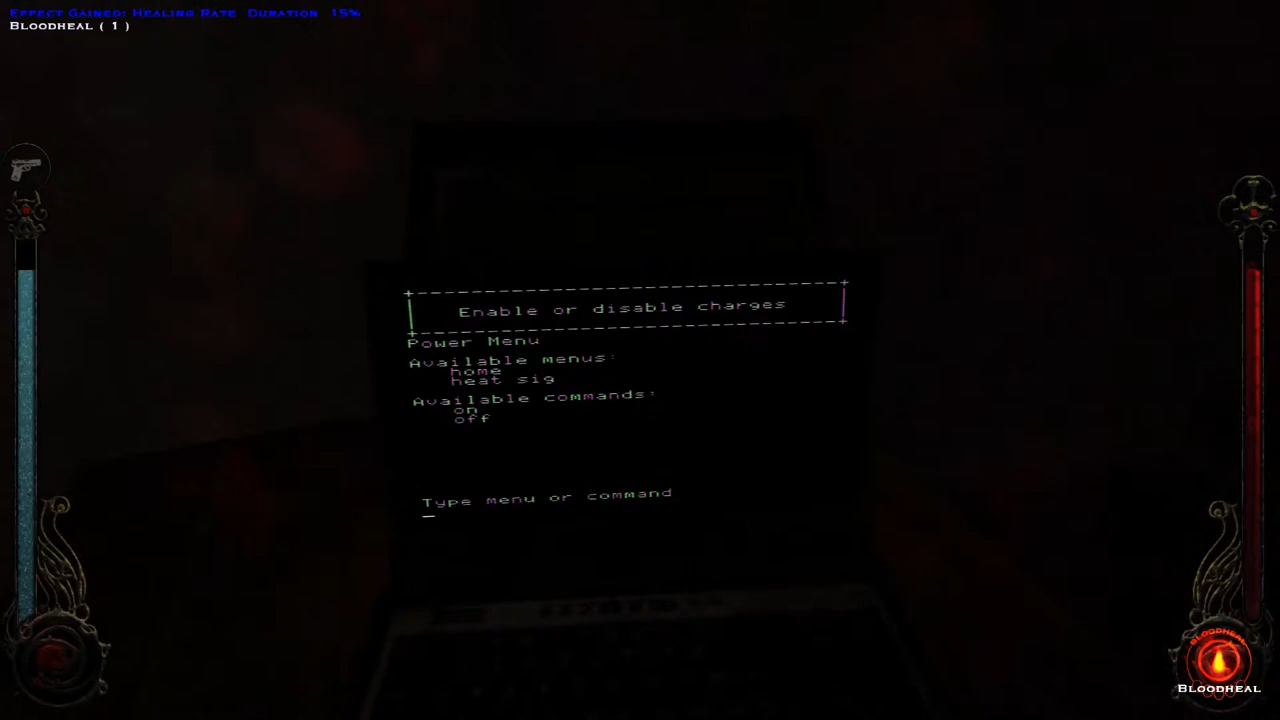 Effect Gained: Healing Rate Duration 15%
Bloodheal ( 1 )
Enable or disable charges
Power Menu
Available menus:
home
heat sig
Available commands:
on
off
Type menu or command
BLOODHEAL
Bloodheal